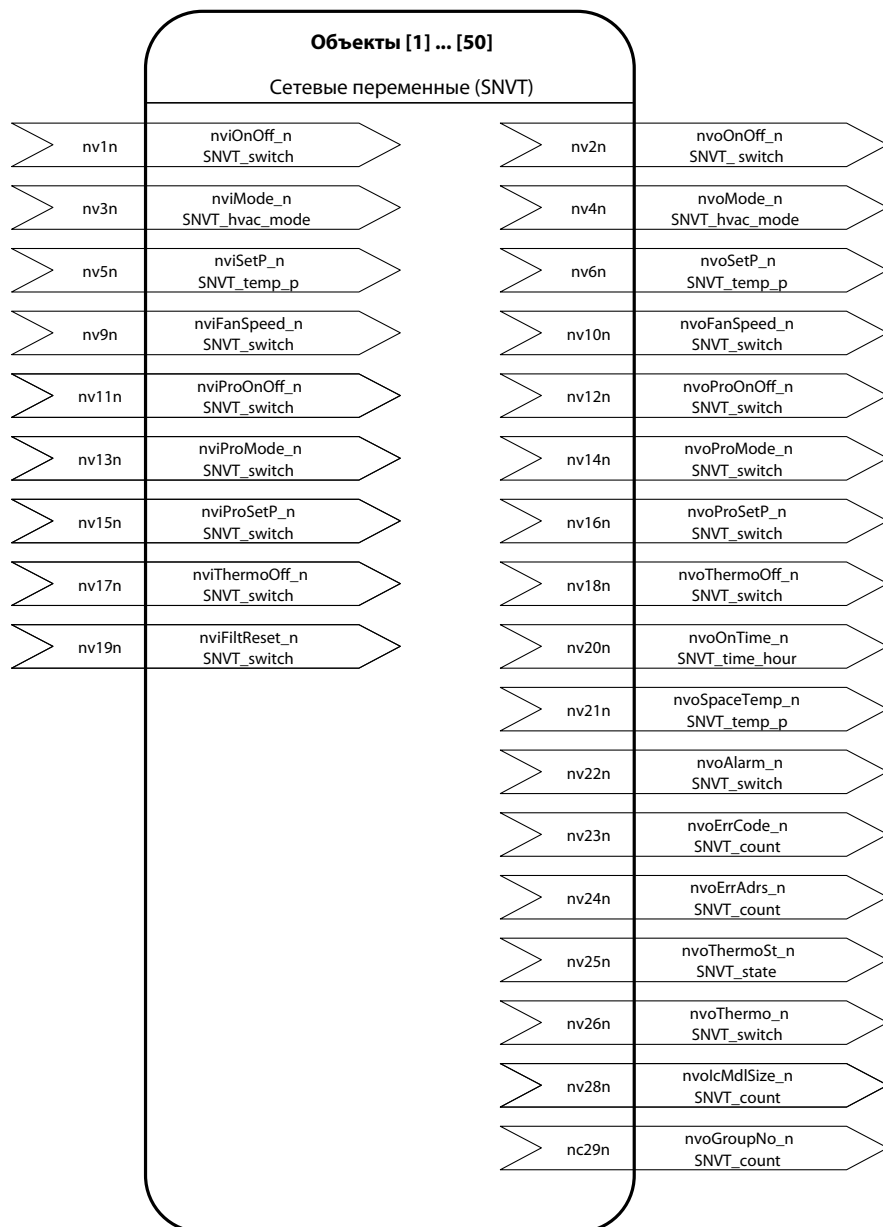 Объекты [1] ... [50]
Сетевые переменные (SNVT)
nv1n
nviOnOff_n
SNVT_switch
nv2n
nvoOnOff_n
SNVT_ switch
nv3n
nviMode_n
SNVT_hvac_mode
nv4n
nvoMode_n
SNVT_hvac_mode
nv5n
nviSetP_n
SNVT_temp_p
nv6n
nvoSetP_n
SNVT_temp_p
nv9n
nviFanSpeed_n
SNVT_switch
nv10n
nvoFanSpeed_n
SNVT_switch
nv11n
nviProOnOff_n
SNVT_switch
nv12n
nvoProOnOff_n
SNVT_switch
nv13n
nviProMode_n
SNVT_switch
nv14n
nvoProMode_n
SNVT_switch
nv15n
nviProSetP_n
SNVT_switch
nv16n
nvoProSetP_n
SNVT_switch
nv17n
nviThermoOff_n
SNVT_switch
nv18n
nvoThermoOff_n
SNVT_switch
nv19n
nviFiltReset_n
SNVT_switch
nv20n
nvoOnTime_n
SNVT_time_hour
nv21n
nvoSpaceTemp_n
SNVT_temp_p
nv22n
nvoAlarm_n
SNVT_switch
nv23n
nvoErrCode_n
SNVT_count
nv24n
nvoErrAdrs_n
SNVT_count
nv25n
nvoThermoSt_n
SNVT_state
nv26n
nvoThermo_n
SNVT_switch
nv28n
nvoIcMdlSize_n
SNVT_count
nc29n
nvoGroupNo_n
SNVT_count